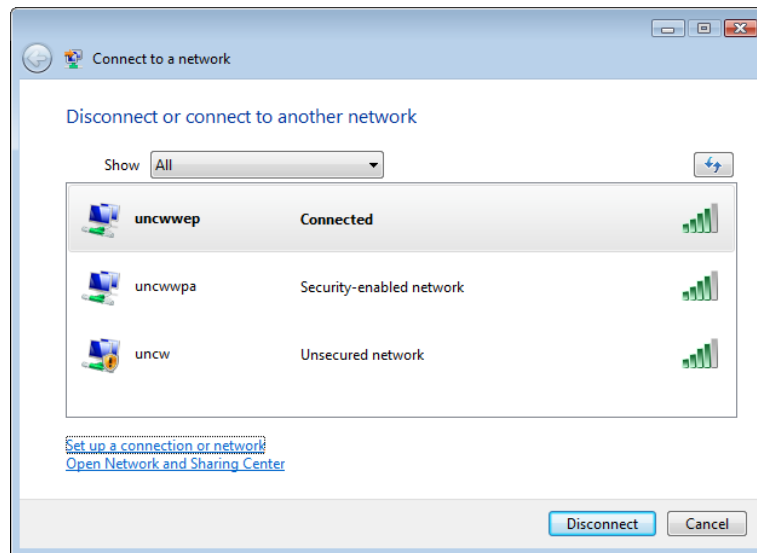 Connect to a network
Disconnect or connect to another network
Show All
uncwwep Connected
uncwwpa Security-enabled network
uncw Unsecured network
Set up a connection or network
Open Network and Sharing Center
Disconnect Cancel